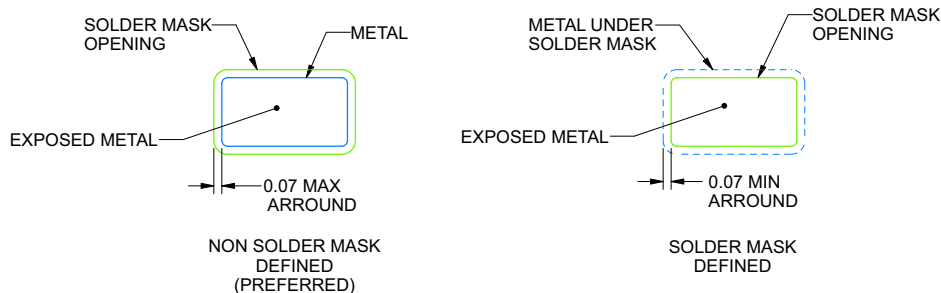 SOLDER MASK
OPENING
METAL
EXPOSED METAL
0.07 MAX
ARROUND
NON SOLDER MASK
DEFINED
(PREFERRED)
METAL UNDER
SOLDER MASK
SOLDER MASK
OPENING
EXPOSED METAL
0.07 MIN
ARROUND
SOLDER MASK
DEFINED